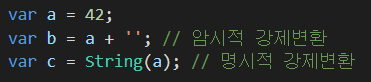 var a = 42;
var b = a + ''; // 암시적 강제변환
var c = String(a); // 명시적 강제변환